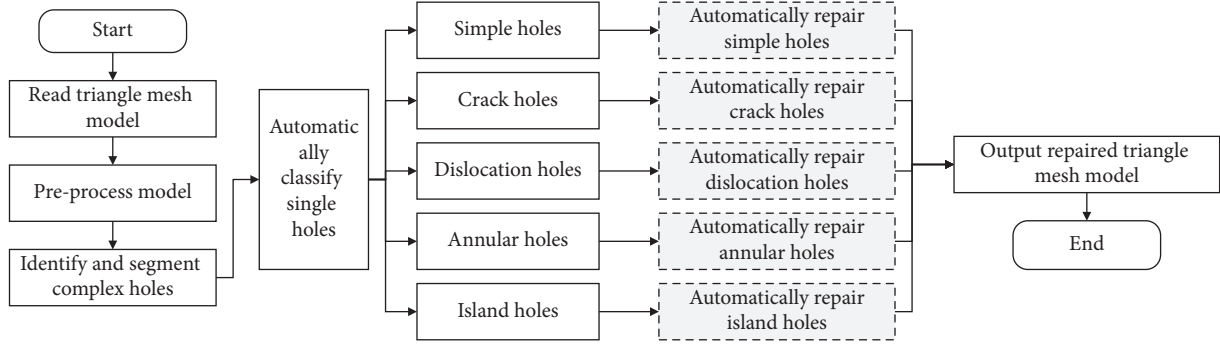 Start
Read triangle mesh
model
Pre-process model
Identify and segment
complex holes
Automatic
ally
classify
single
holes
Simple holes
Crack holes
Dislocation holes
Annular holes
Island holes
Automatically repair
simple holes
Automatically repair
crack holes
Automatically repair
dislocation holes
Automatically repair
annular holes
Automatically repair
island holes
Output repaired triangle
mesh model
End